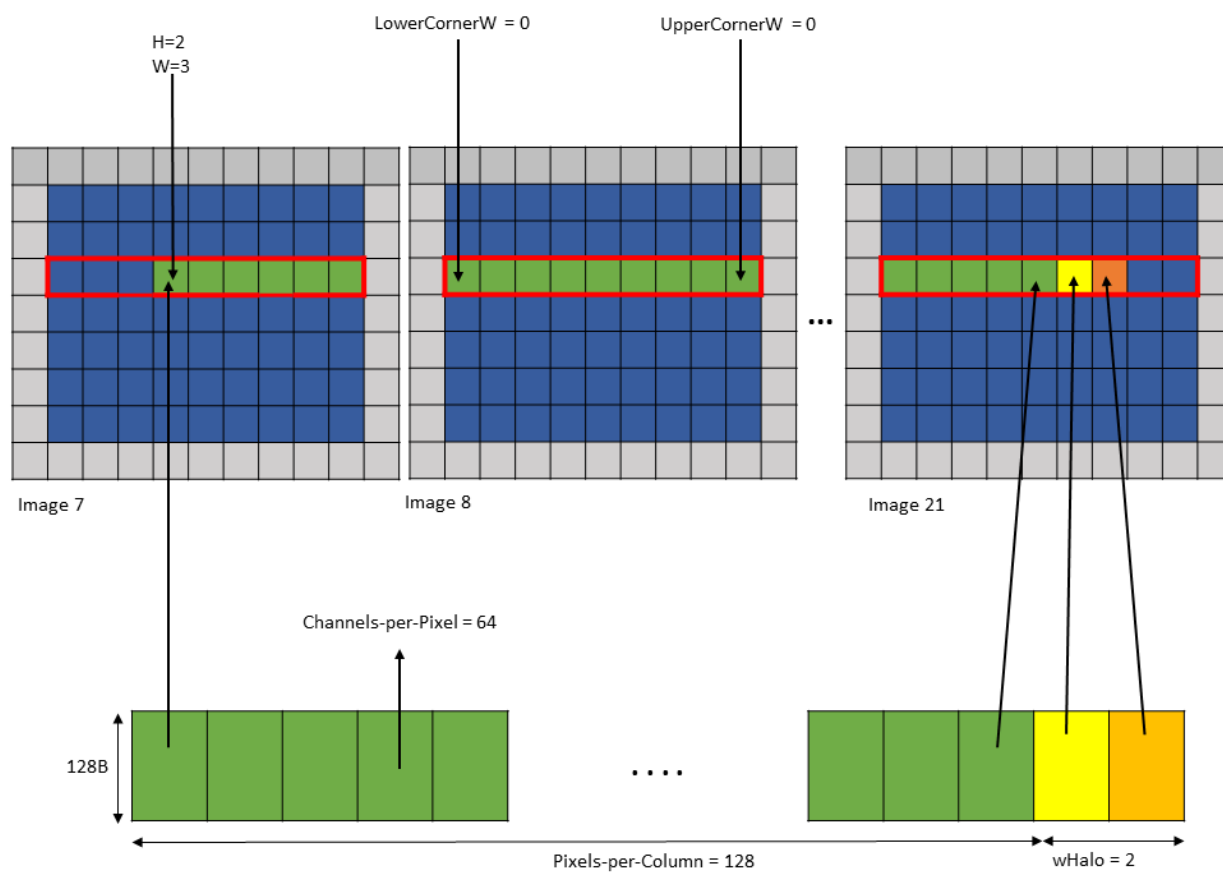 LowerCornerW = 0
UpperCornerW = 0
H=2
W=3
...
Image 7
Image 8
Image 21
Channels-per-Pixel = 64
128B
....
Pixels-per-Column = 128
wHalo = 2